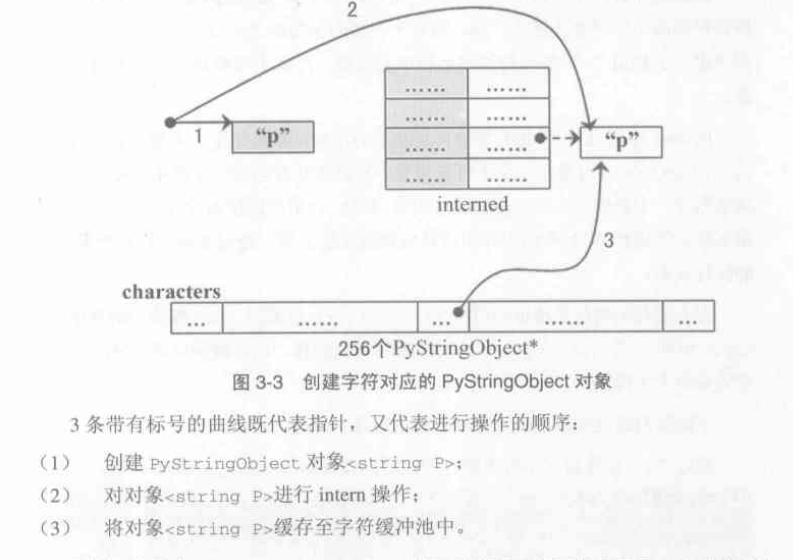 2
1
“p”
…… ……
…… ……
…… ……
…… ……
“p”
interned
3
characters
… …… … …… …
256个PyStringObject*
图 3-3 创建字符对应的 PyStringObject 对象
3 条带有标号的曲线既代表指针，又代表进行操作的顺序：
（1） 创建 PyStringObject 对象<string P>;
（2） 对对象<string P>进行 intern 操作；
（3） 将对象<string P>缓存至字符缓冲池中。